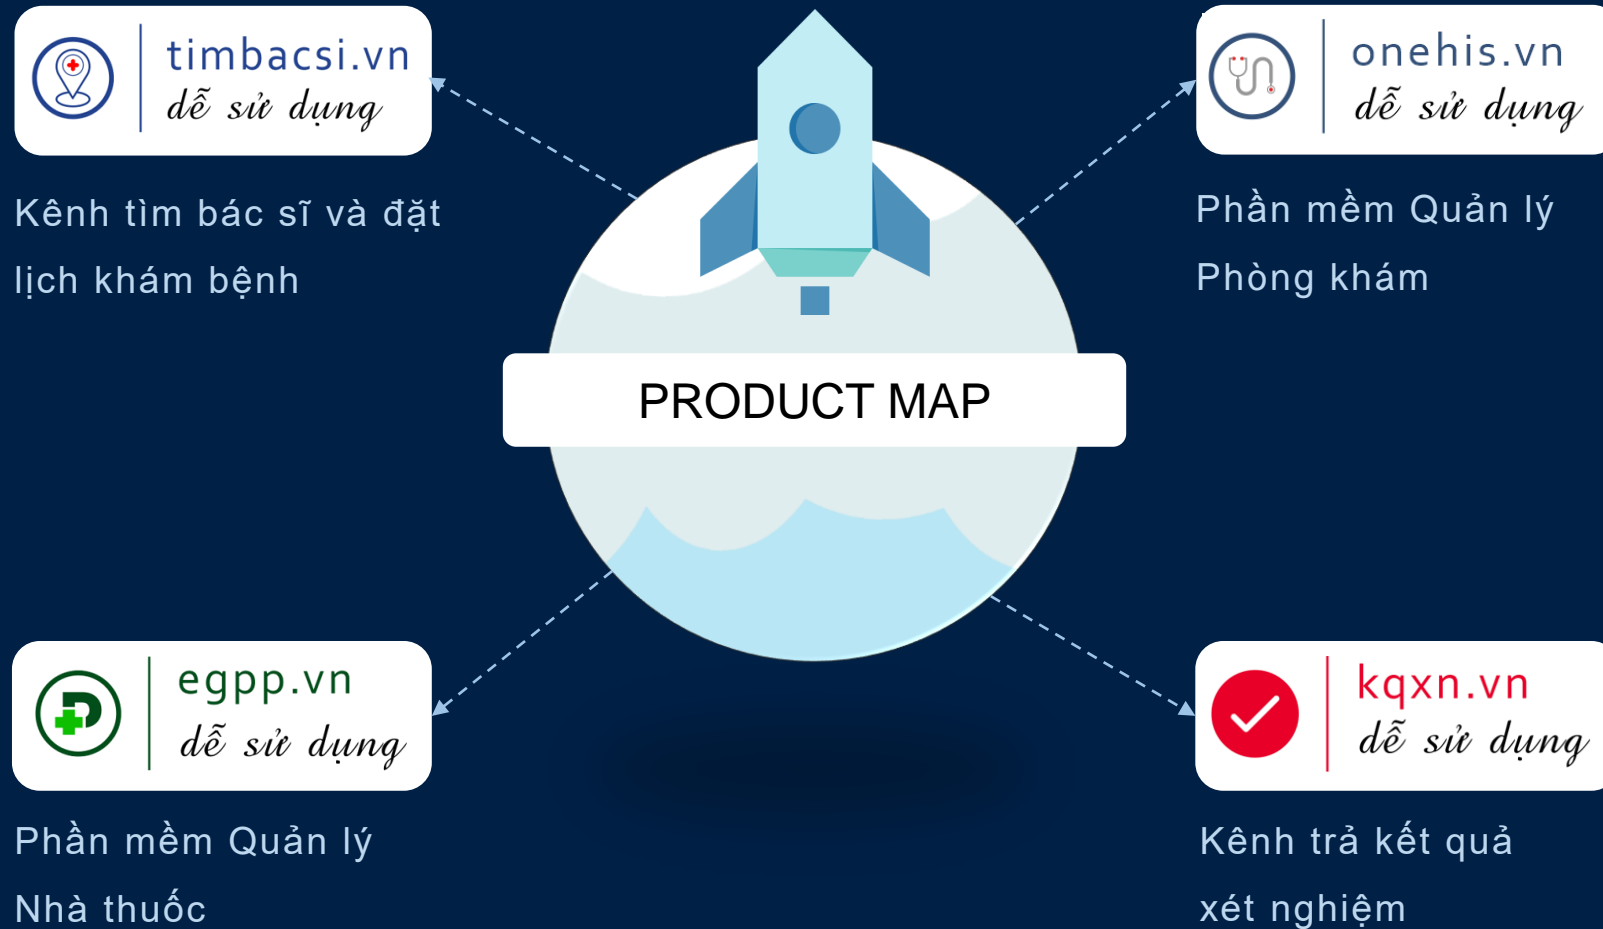 timbacsi.vn
dễ sử dụng
Kênh tìm bác sĩ và đặt
lịch khám bệnh
onehis.vn
dễ sử dụng
Phần mềm Quản lý
Phòng khám
PRODUCT MAP
egpp.vn
dễ sử dụng
Phần mềm Quản lý
Nhà thuốc
kqxn.vn
dễ sử dụng
Kênh trả kết quả
xét nghiệm